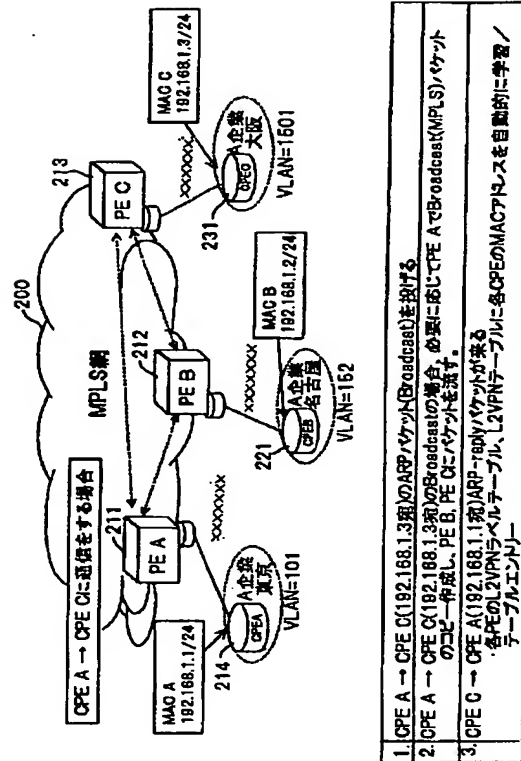 CPE A → CPE Cに通信をする場合
200
MPLS網
211
PE A
212
PE B
213
PE C
MAC A
192.168.1.1/24
XXXXXXX
CPEA
A企業
東京
214
VLAN=101
MAC B
192.168.1.2/24
XXXXXXX
CPEB
A企業
名古屋
221
VLAN=152
MAC C
192.168.1.3/24
XXXXXXX
CPEC
A企業
大阪
231
VLAN=1501
1. CPE A → CPE C(192.168.1.3宛)のARPパケット(Broadcast)を投げる
2. CPE A → CPE C(192.168.1.3宛)のBroadcastの場合、必要に応じてPE AでBroadcast(MPLS)パケット
のコピー作成し、PE B, PE Cにパケットを流す。
3. CPE C → CPE A(192.168.1.1宛)ARP-replyパケットが来る
・各PEのL2VPNラベルテーブル、L2VPNテーブルに各CPEのMACアドレスを自動的に学習/
テーブルエントリー